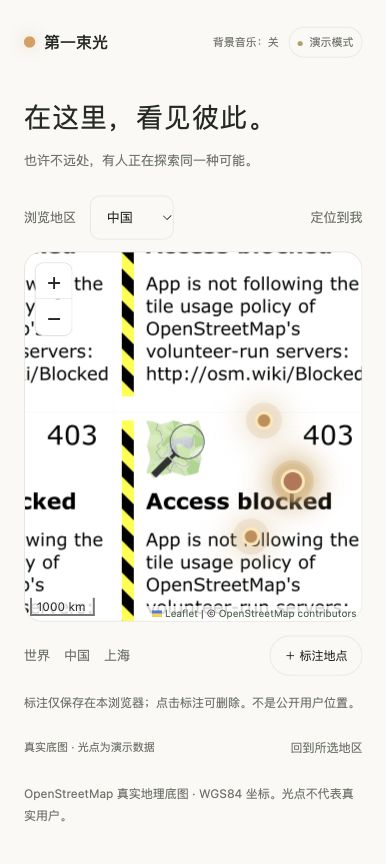 第一束光
背景音乐：关
演示模式
在这里，看见彼此。
也许不远处，有人正在探索同一种可能。
浏览地区
中国
定位到我
+
−
Access blocked
the
App is not following the
tile usage policy of
OpenStreetMap's
servers:
volunteer-run servers:
i/Blocked
http://osm.wiki/Blocked
403
403
cked
Access blocked
wing the
App is not following the
y of
tile usage policy of
p's
OpenStreetMap's
servers:
volunteer-run servers:
1000 km
Leaflet | © OpenStreetMap contributors
世界 中国 上海
+ 标注地点
标注仅保存在本浏览器；点击标注可删除。不是公开用户位置。
真实底图 · 光点为演示数据
回到所选地区
OpenStreetMap 真实地理底图 · WGS84 坐标。光点不代表真
实用户。